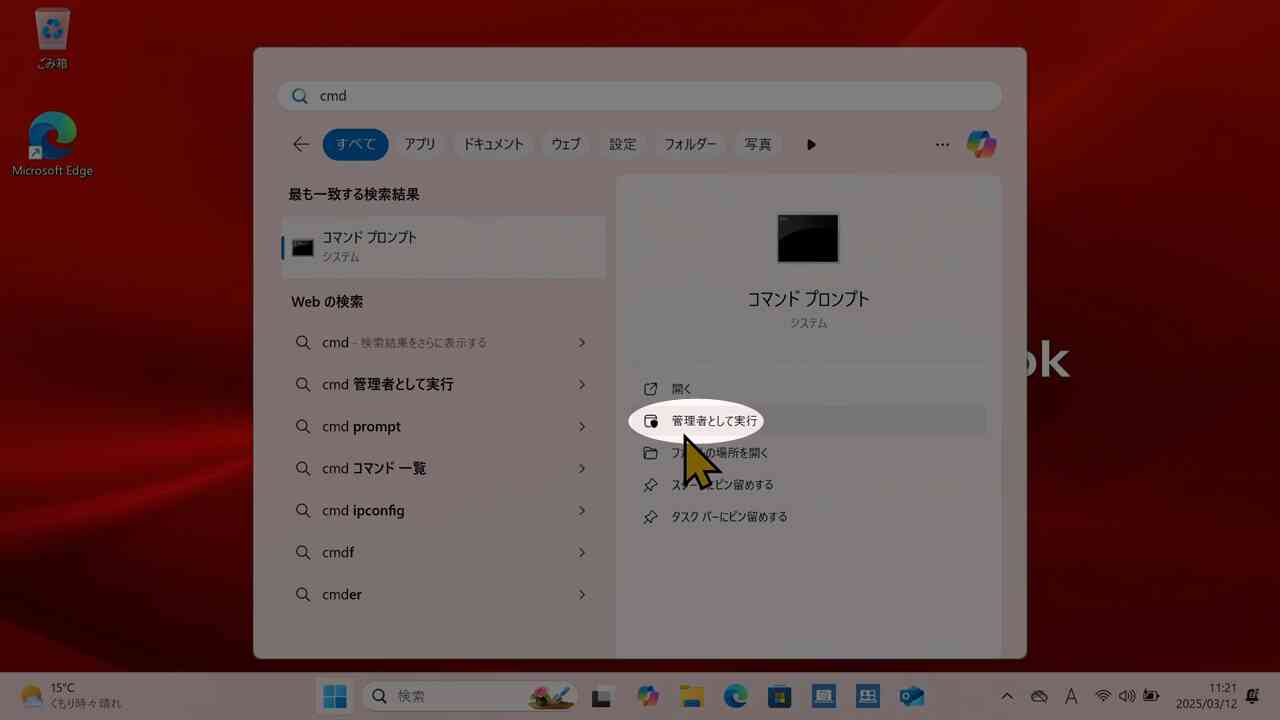 ごみ箱
Microsoft Edge
cmd
すべて
アプリ
ドキュメント
ウェブ
設定
フォルダー
写真
最も一致する検索結果
コマンド プロンプト
システム
Web の検索
cmd - 検索結果をさらに表示する
cmd 管理者として実行
cmd prompt
cmd コマンド 一覧
cmd ipconfig
cmdf
cmder
コマンド プロンプト
システム
開く
管理者として実行
の場所を開く
にピン留めする
タスク バーにピン留めする
ok
15°C
くもり時々晴れ
検索
A
11:21
2025/03/12